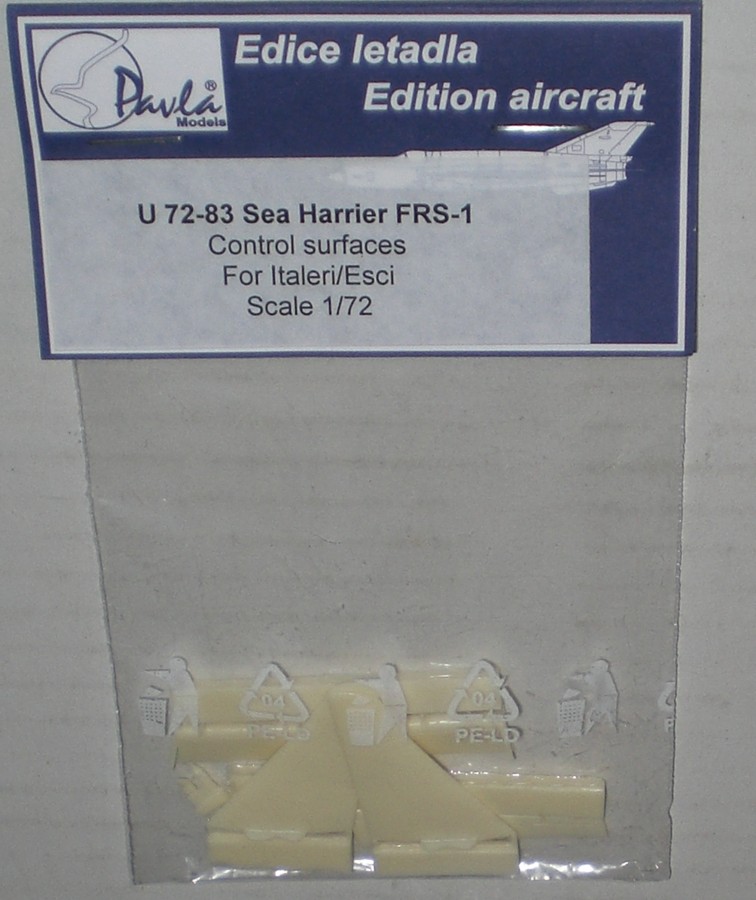 Edice letadla
Edition aircraft
Pavla®
Models
U 72-83 Sea Harrier FRS-1
Control surfaces
For Italeri/Esci
Scale 1/72
04
PE-LD
04
PE-LD